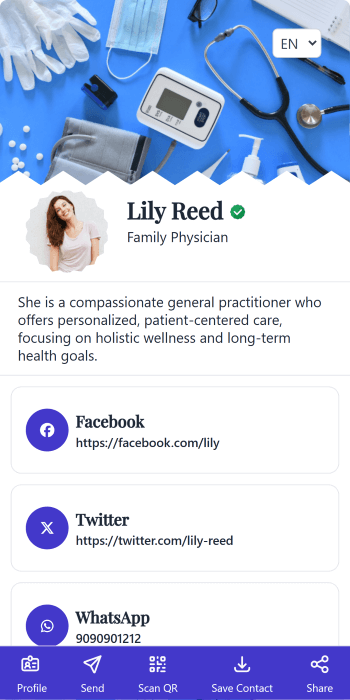 EN
Lily Reed
Family Physician
She is a compassionate general practitioner who
offers personalized, patient-centered care,
focusing on holistic wellness and long-term
health goals.
Facebook
https://facebook.com/lily
Twitter
https://twitter.com/lily-reed
WhatsApp
9090901212
Profile Send Scan QR Save Contact Share